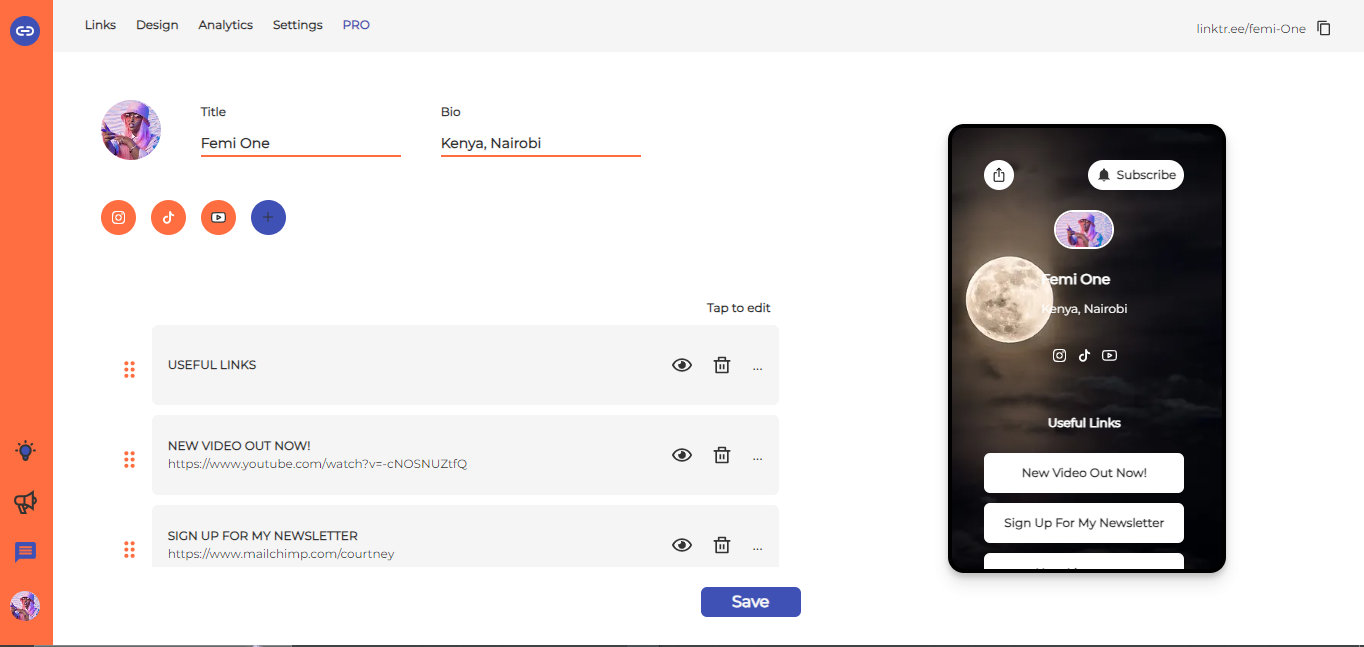 Links Design Analytics Settings PRO
linktr.ee/femi-One
Title
Femi One
Bio
Kenya, Nairobi
Tap to edit
USEFUL LINKS
...
NEW VIDEO OUT NOW!
https://www.youtube.com/watch?v=-cNOSNUZtfQ
...
SIGN UP FOR MY NEWSLETTER
https://www.mailchimp.com/courtney
...
Save
Subscribe
Femi One
Kenya, Nairobi
Useful Links
New Video Out Now!
Sign Up For My Newsletter